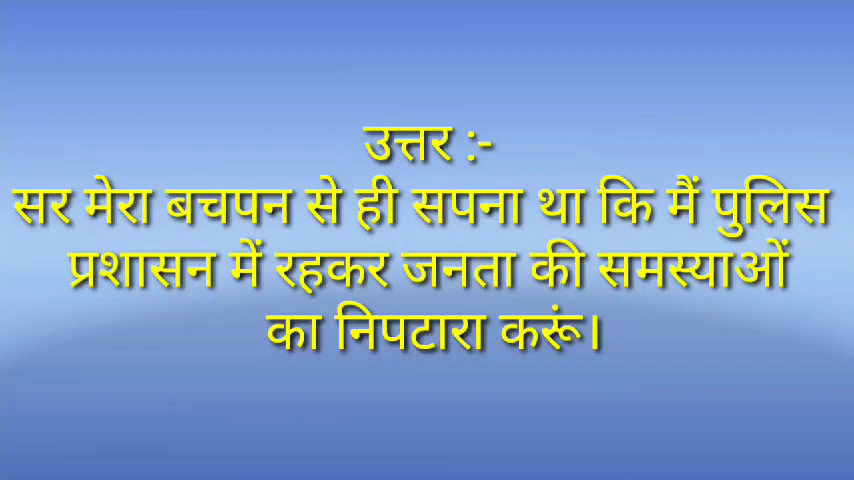 उत्तर :-
सर मेरा बचपन से ही सपना था कि मैं पुलिस
प्रशासन में रहकर जनता की समस्याओं
का निपटारा करूं।